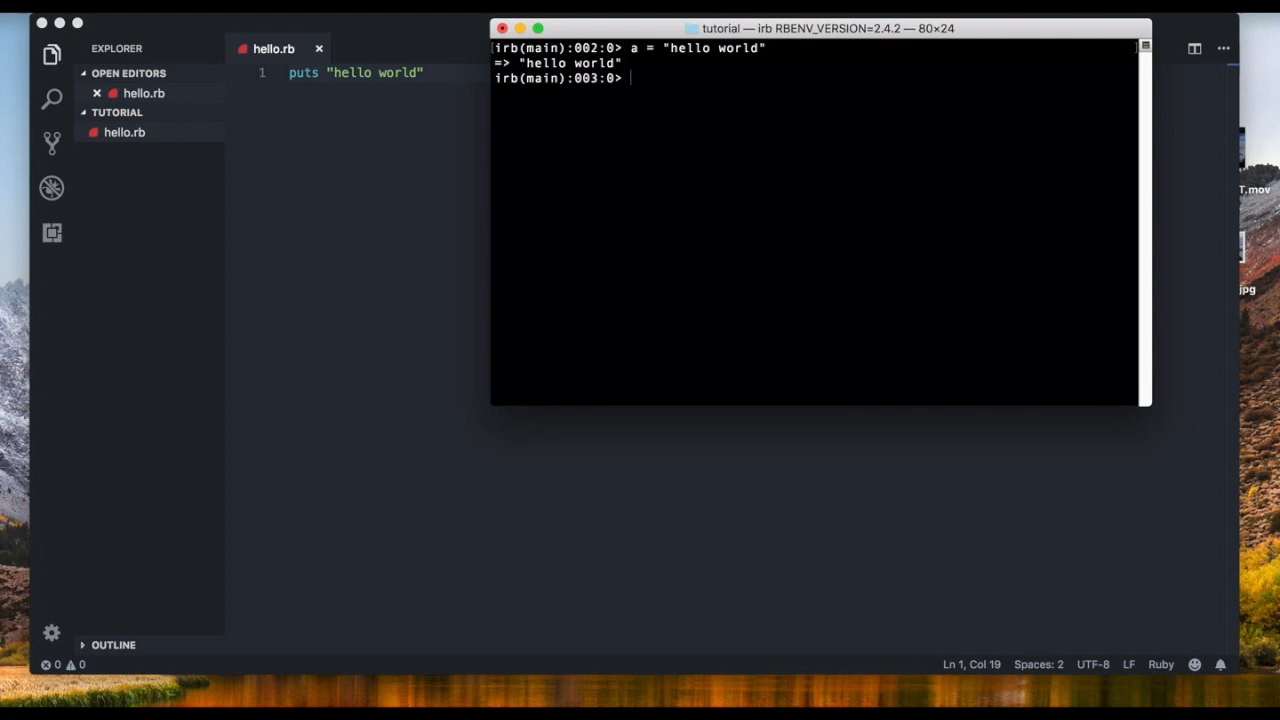 EXPLORER
OPEN EDITORS
hello.rb
TUTORIAL
hello.rb
OUTLINE
hello.rb
1 puts "hello world"
tutorial — irb RBENV_VERSION=2.4.2 — 80×24
irb(main):002:0> a = "hello world"
=> "hello world"
irb(main):003:0>
T.mov
jpg
0 0
Ln 1, Col 19 Spaces: 2 UTF-8 LF Ruby